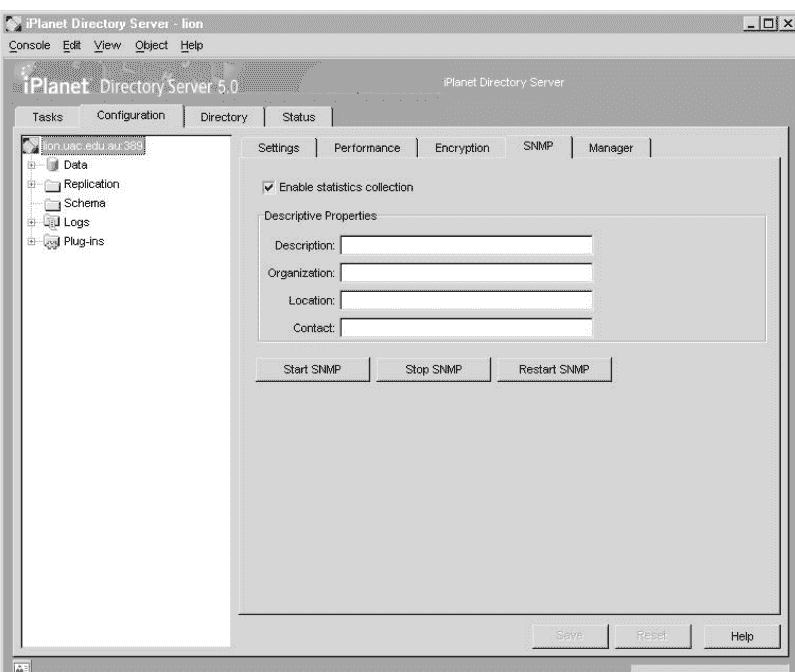 iPlanet Directory Server - lion
Console Edit View Object Help
iPlanet Directory Server 5.0
iPlanet Directory Server
Tasks Configuration Directory Status
lion.uac.edu.au:389
Data
Replication
Schema
Logs
Plug-ins
Settings Performance Encryption SNMP Manager
Enable statistics collection
Descriptive Properties
Description:
Organization:
Location:
Contact:
Start SNMP Stop SNMP Restart SNMP
Save Reset Help